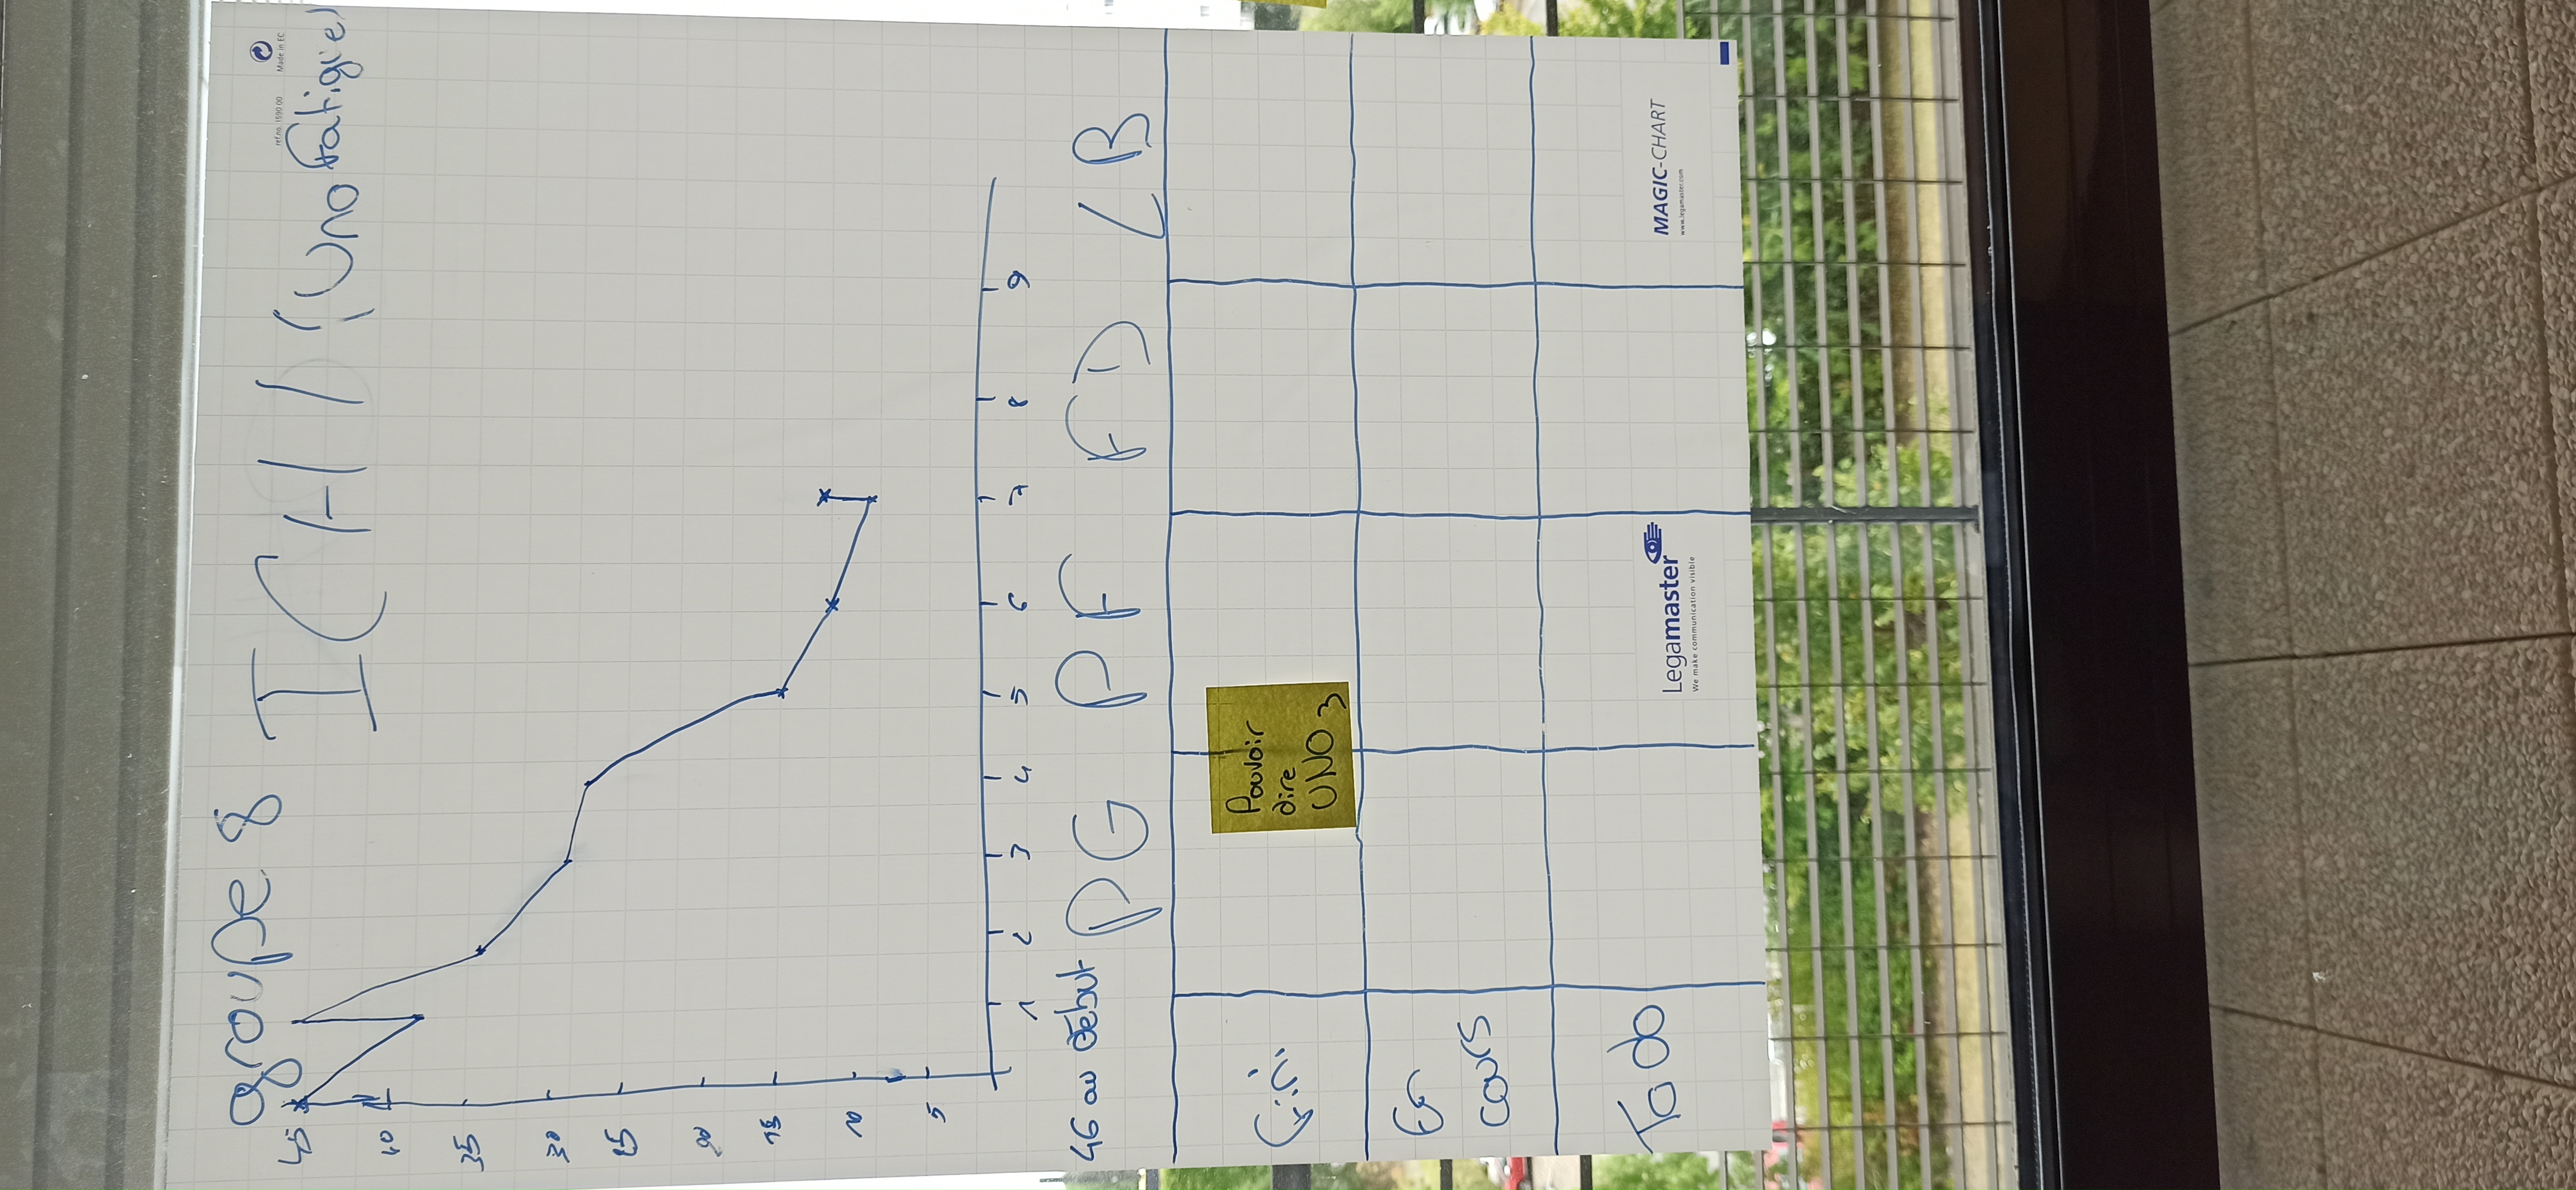 groupe 8
ICHI (Uno Fatigue)
ref.no. 1590 00
Made in EC
45
40
35
30
25
20
15
10
5
1 2 3 4 5 6 7 8 9
46 au début
PG PF FD LB
Fini
Pouvoir
dire
UNO 3
En
cours
To do
Legamaster
We make communication visible
MAGIC-CHART
www.legamaster.com